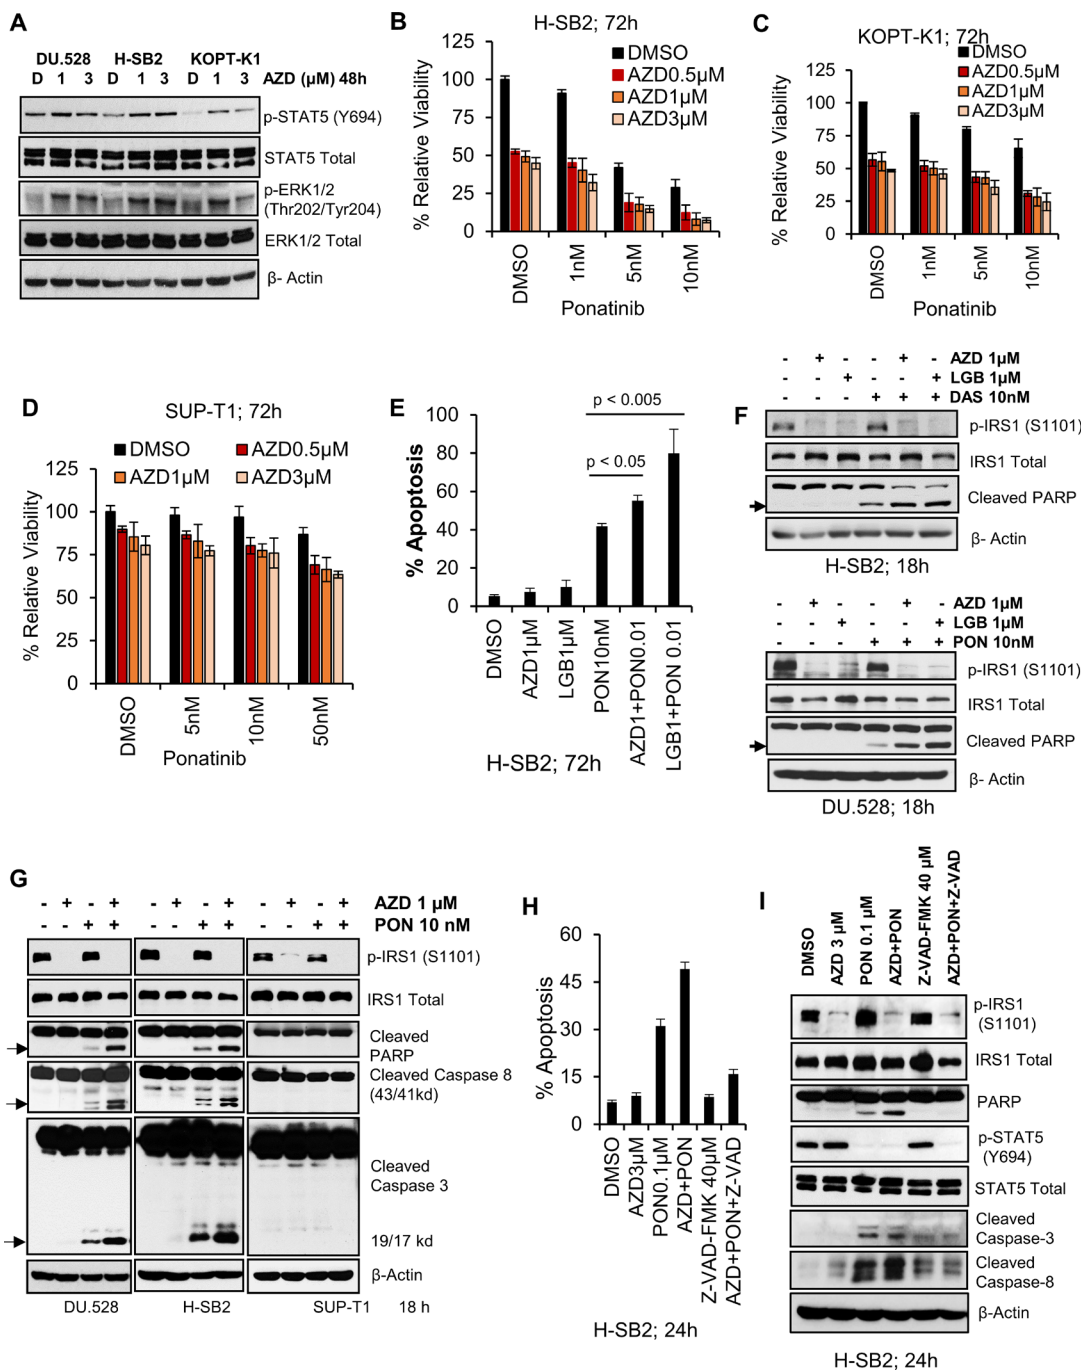 A
DU.528 H-SB2 KOPT-K1
D 1 3 D 1 3 D 1 3 AZD (μM) 48h
p-STAT5 (Y694)
STAT5 Total
p-ERK1/2
(Thr202/Tyr204)
ERK1/2 Total
β- Actin
B
H-SB2; 72h
DMSO
AZD0.5μM
AZD1μM
AZD3μM
% Relative Viability
125
100
75
50
25
0
DMSO 1nM 5nM 10nM
Ponatinib
C
KOPT-K1; 72h
DMSO
AZD0.5μM
AZD1μM
AZD3μM
% Relative Viability
125
100
75
50
25
0
DMSO 1nM 5nM 10nM
Ponatinib
D
SUP-T1; 72h
DMSO AZD0.5μM
AZD1μM AZD3μM
% Relative Viability
125
100
75
50
25
0
DMSO 5nM 10nM 50nM
Ponatinib
E
% Apoptosis
100
80
60
40
20
0
p < 0.005
p < 0.05
DMSO AZD1μM LGB1μM PON10nM AZD1+PON0.01 LGB1+PON 0.01
H-SB2; 72h
F
- + - - + - AZD 1μM
- - + - - + LGB 1μM
- - - + + + DAS 10nM
p-IRS1 (S1101)
IRS1 Total
Cleaved PARP
β- Actin
H-SB2; 18h
- + - - + - AZD 1μM
- - + - - + LGB 1μM
- - - + + + PON 10nM
p-IRS1 (S1101)
IRS1 Total
Cleaved PARP
β- Actin
DU.528; 18h
G
- + - + - + - + - + - + AZD 1 μM
- - + + - - + + - - + + PON 10 nM
p-IRS1 (S1101)
IRS1 Total
Cleaved
PARP
Cleaved Caspase 8
(43/41kd)
Cleaved
Caspase 3
19/17 kd
β-Actin
DU.528 H-SB2 SUP-T1 18 h
H
% Apoptosis
60
45
30
15
0
DMSO AZD3μM PON0.1μM AZD+PON Z-VAD-FMK 40μM AZD+PON+Z-VAD
H-SB2; 24h
I
DMSO AZD 3 μM PON 0.1 μM AZD+PON Z-VAD-FMK 40 μM AZD+PON+Z-VAD
p-IRS1
(S1101)
IRS1 Total
PARP
p-STAT5
(Y694)
STAT5 Total
Cleaved
Caspase-3
Cleaved
Caspase-8
β-Actin
H-SB2; 24h